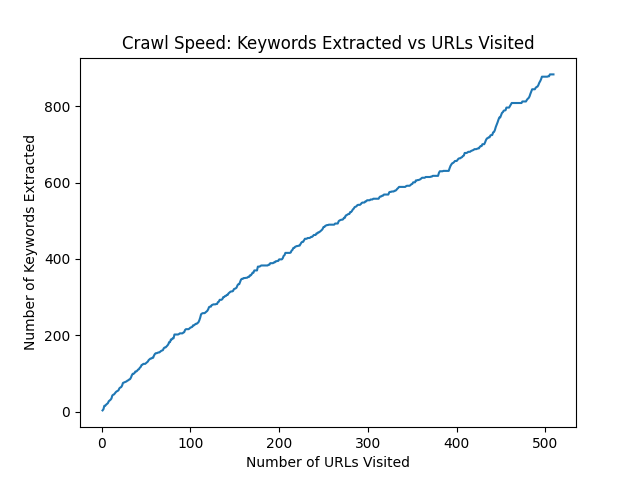 Crawl Speed: Keywords Extracted vs URLs Visited
Number of Keywords Extracted
800
600
400
200
0
0 100 200 300 400 500
Number of URLs Visited